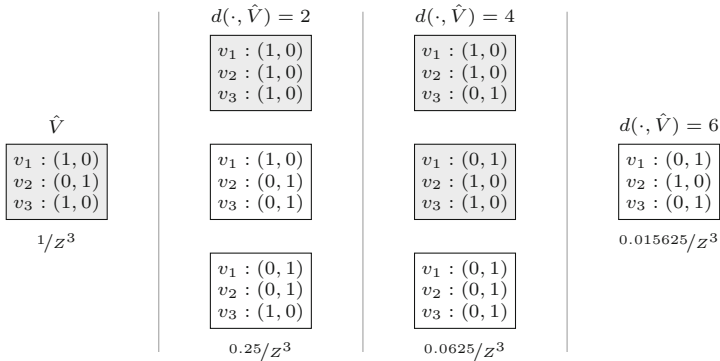 V̂
v₁ : (1, 0)
v₂ : (0, 1)
v₃ : (1, 0)
1/Z³
d(·, V̂) = 2
v₁ : (1, 0)
v₂ : (1, 0)
v₃ : (1, 0)
v₁ : (1, 0)
v₂ : (0, 1)
v₃ : (0, 1)
v₁ : (0, 1)
v₂ : (0, 1)
v₃ : (1, 0)
0.25/Z³
d(·, V̂) = 4
v₁ : (1, 0)
v₂ : (1, 0)
v₃ : (0, 1)
v₁ : (0, 1)
v₂ : (1, 0)
v₃ : (1, 0)
v₁ : (0, 1)
v₂ : (0, 1)
v₃ : (0, 1)
0.0625/Z³
d(·, V̂) = 6
v₁ : (0, 1)
v₂ : (1, 0)
v₃ : (0, 1)
0.015625/Z³